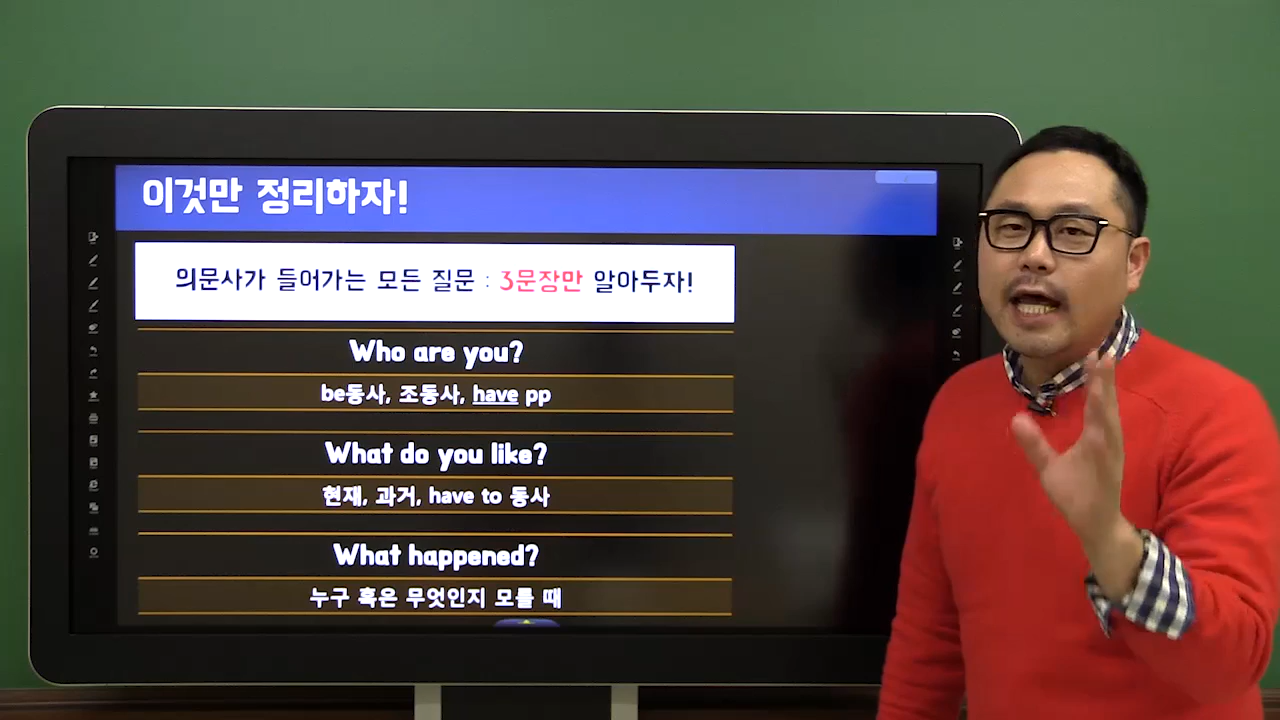 이것만 정리하자!
의문사가 들어가는 모든 질문 : 3문장만 알아두자!
Who are you?
be동사, 조동사, have pp
What do you like?
현재, 과거, have to 동사
What happened?
누구 혹은 무엇인지 모를 때